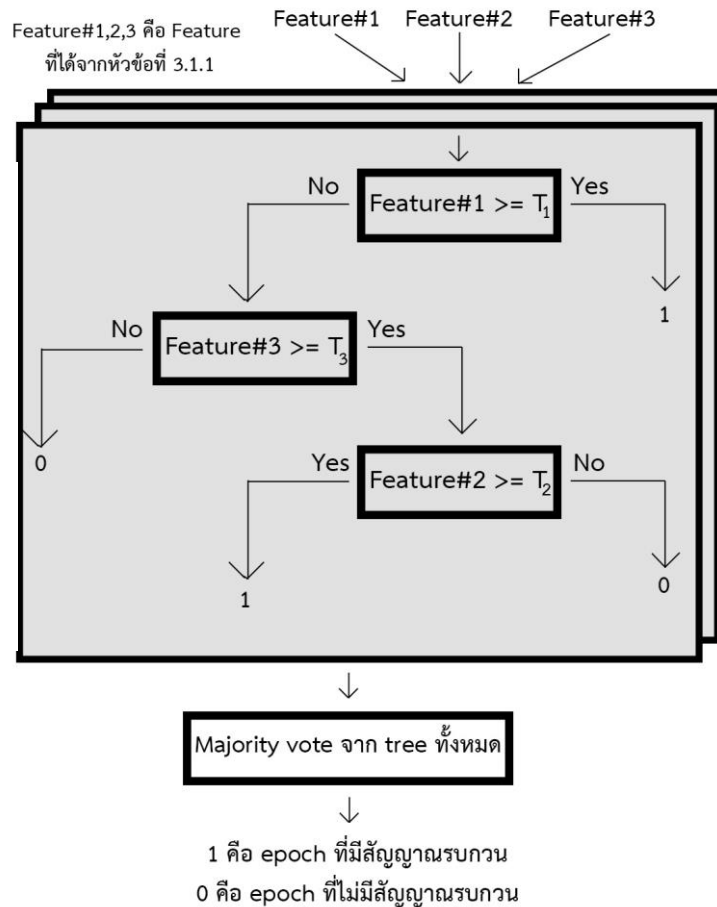 Feature#1,2,3 คือ Feature
ที่ได้จากหัวข้อที่ 3.1.1
Feature#1 Feature#2 Feature#3
No Feature#1 >= T1 Yes
1
No Feature#3 >= T3 Yes
0
Yes Feature#2 >= T2 No
1
0
Majority vote จาก tree ทั้งหมด
1 คือ epoch ที่มีสัญญาณรบกวน
0 คือ epoch ที่ไม่มีสัญญาณรบกวน